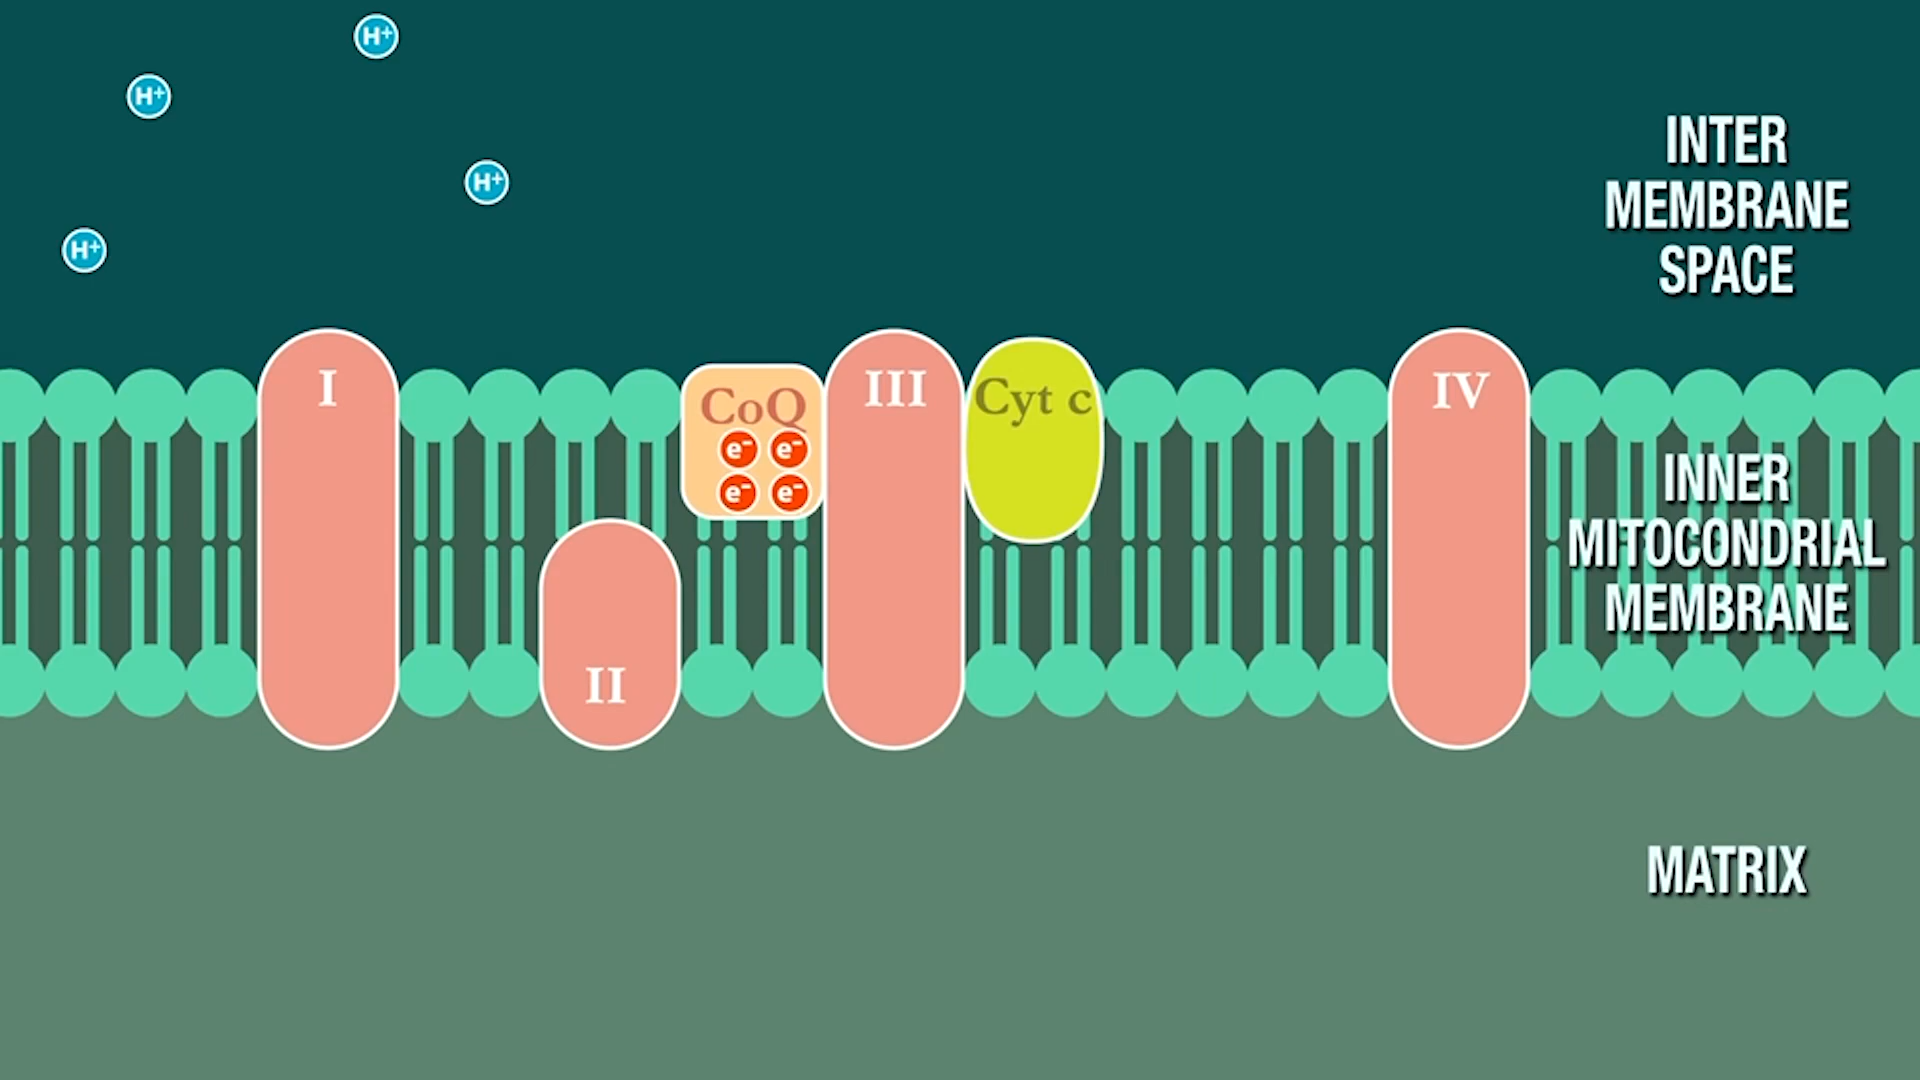 H+
H+
H+
H+
INTER
MEMBRANE
SPACE
I
CoQ
e-
e-
e-
e-
III
Cyt c
IV
II
INNER
MITOCONDRIAL
MEMBRANE
MATRIX